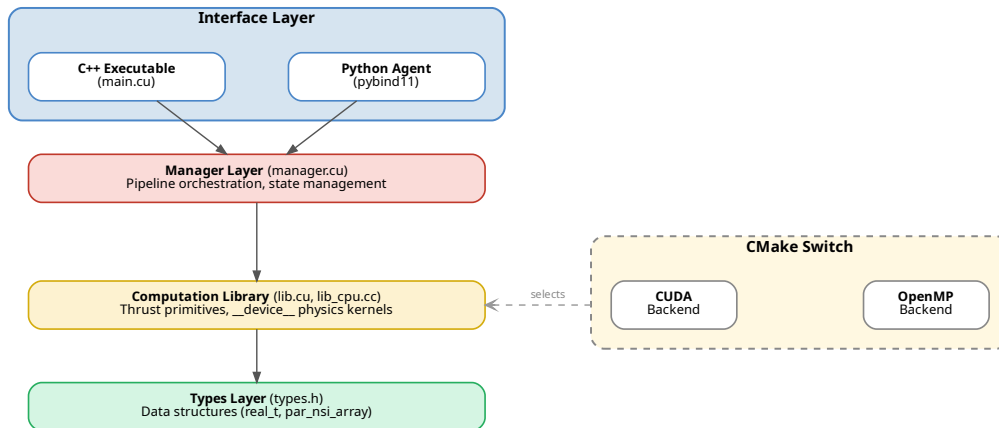 Interface Layer
C++ Executable
(main.cu)
Python Agent
(pybind11)
Manager Layer (manager.cu)
Pipeline orchestration, state management
CMake Switch
CUDA
Backend
OpenMP
Backend
selects
Computation Library (lib.cu, lib_cpu.cc)
Thrust primitives, __device__ physics kernels
Types Layer (types.h)
Data structures (real_t, par_nsi_array)